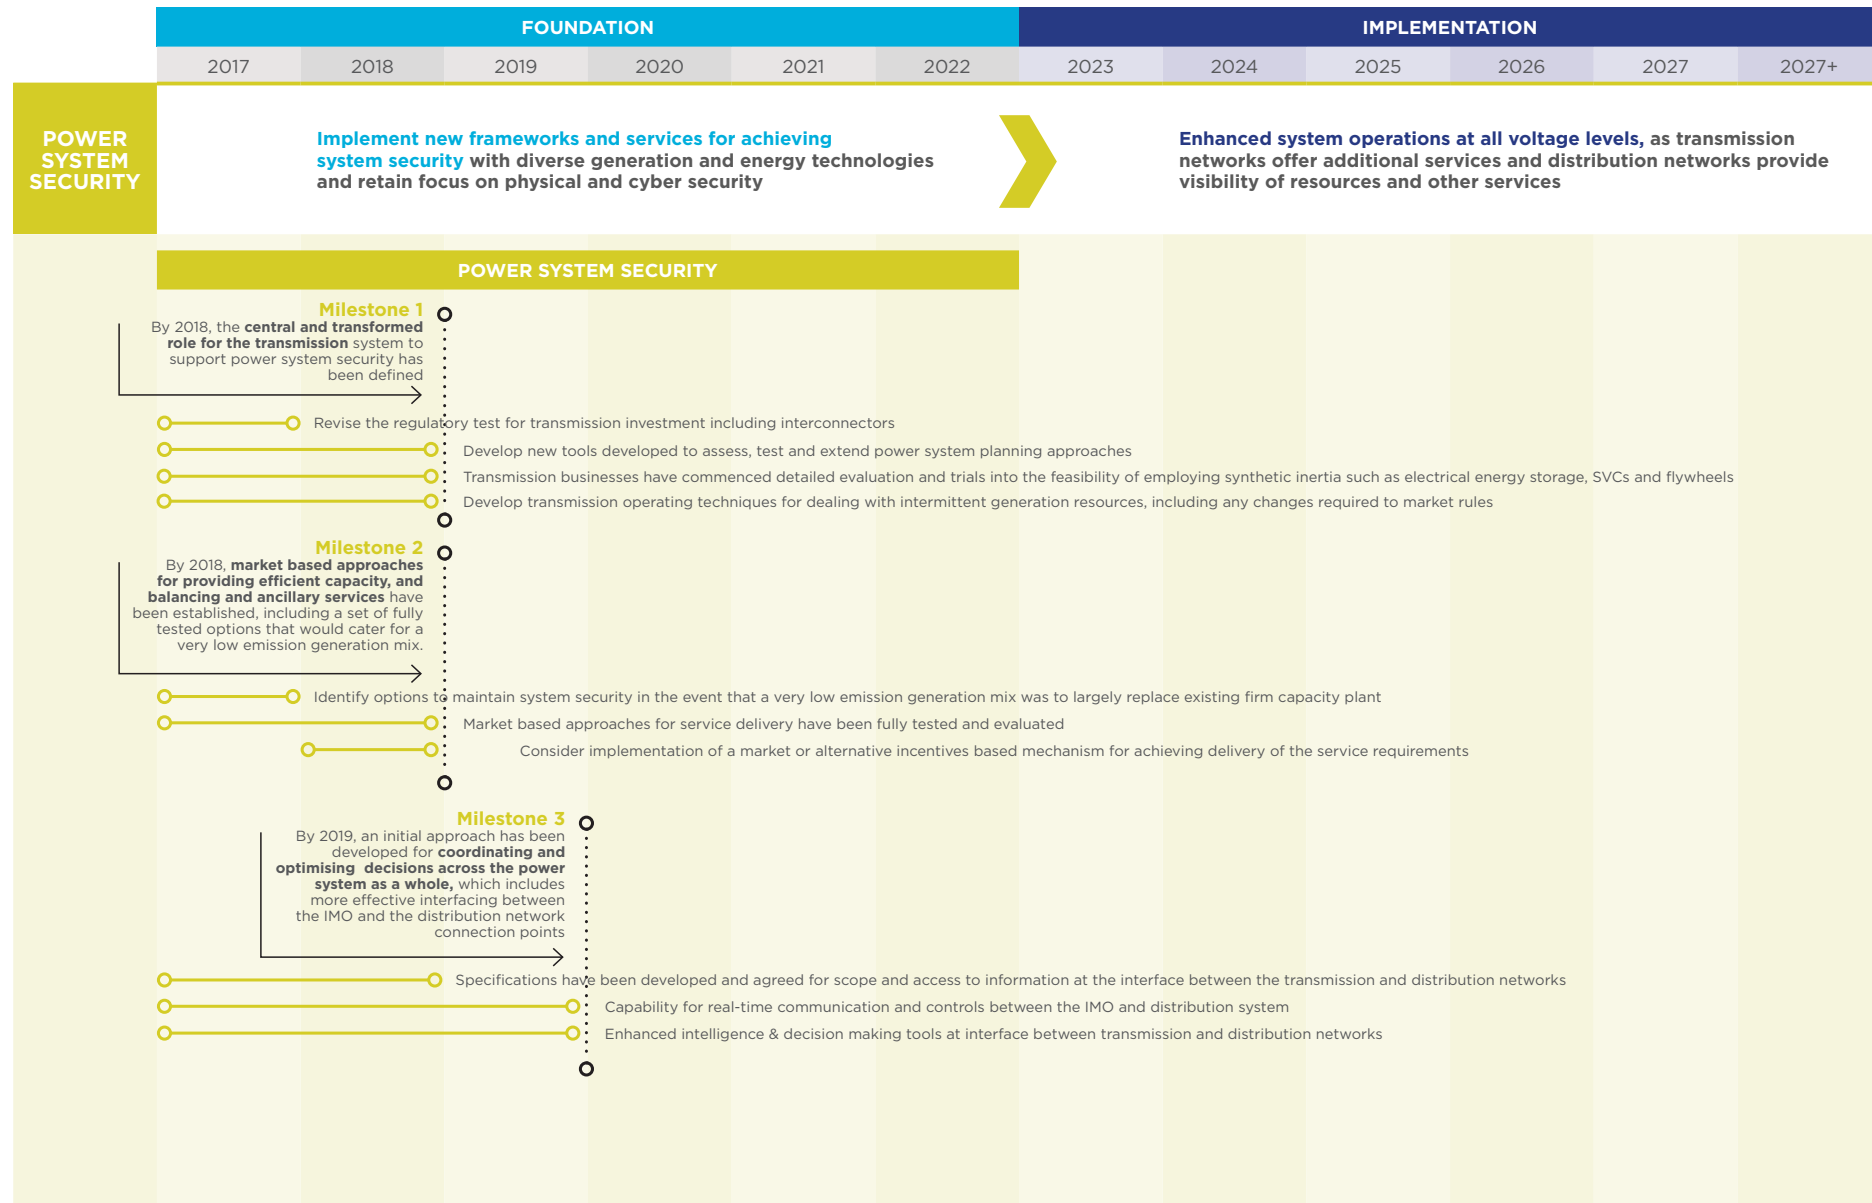 FOUNDATION
IMPLEMENTATION
2017
2018
2019
2020
2021
2022
2023
2024
2025
2026
2027
2027+
POWER
SYSTEM
SECURITY
Implement new frameworks and services for achieving
system security with diverse generation and energy technologies
and retain focus on physical and cyber security
Enhanced system operations at all voltage levels, as transmission
networks offer additional services and distribution networks provide
visibility of resources and other services
POWER SYSTEM SECURITY
Milestone 1
By 2018, the central and transformed
role for the transmission system to
support power system security has
been defined
Revise the regulatory test for transmission investment including interconnectors
Develop new tools developed to assess, test and extend power system planning approaches
Transmission businesses have commenced detailed evaluation and trials into the feasibility of employing synthetic inertia such as electrical energy storage, SVCs and flywheels
Develop transmission operating techniques for dealing with intermittent generation resources, including any changes required to market rules
Milestone 2
By 2018, market based approaches
for providing efficient capacity, and
balancing and ancillary services have
been established, including a set of fully
tested options that would cater for a
very low emission generation mix.
Identify options to maintain system security in the event that a very low emission generation mix was to largely replace existing firm capacity plant
Market based approaches for service delivery have been fully tested and evaluated
Consider implementation of a market or alternative incentives based mechanism for achieving delivery of the service requirements
Milestone 3
By 2019, an initial approach has been
developed for coordinating and
optimising decisions across the power
system as a whole, which includes
more effective interfacing between
the IMO and the distribution network
connection points
Specifications have been developed and agreed for scope and access to information at the interface between the transmission and distribution networks
Capability for real-time communication and controls between the IMO and distribution system
Enhanced intelligence & decision making tools at interface between transmission and distribution networks